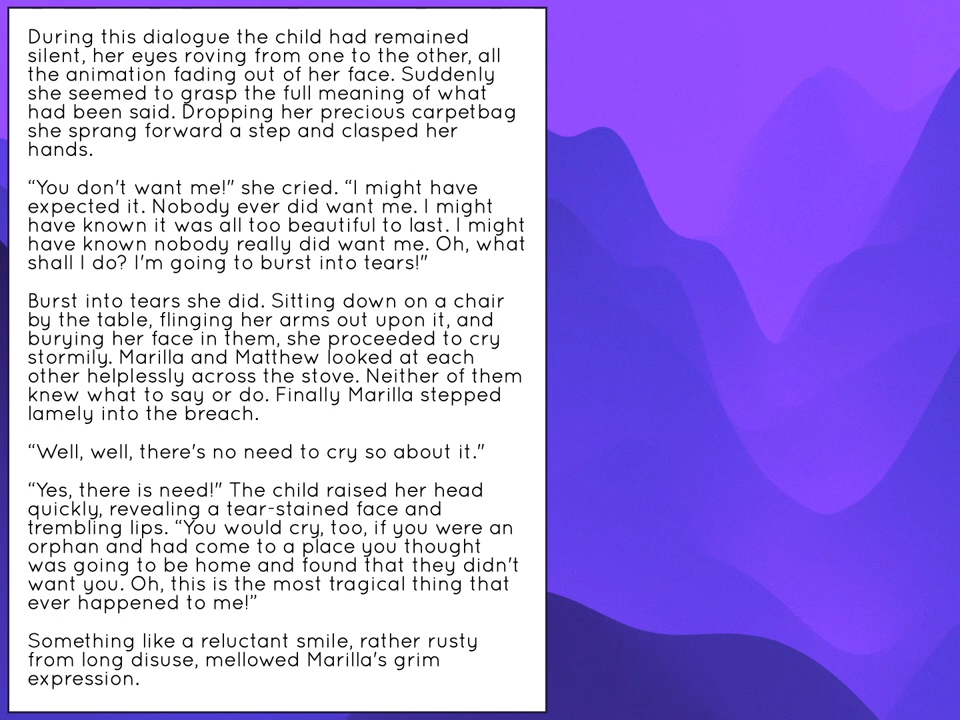 During this dialogue the child had remained
silent, her eyes roving from one to the other, all
the animation fading out of her face. Suddenly
she seemed to grasp the full meaning of what
had been said. Dropping her precious carpetbag
she sprang forward a step and clasped her
hands.
“You don't want me!" she cried. “I might have
expected it. Nobody ever did want me. I might
have known it was all too beautiful to last. I might
have known nobody really did want me. Oh, what
shall I do? I'm going to burst into tears!"
Burst into tears she did. Sitting down on a chair
by the table, flinging her arms out upon it, and
burying her face in them, she proceeded to cry
stormily. Marilla and Matthew looked at each
other helplessly across the stove. Neither of them
knew what to say or do. Finally Marilla stepped
lamely into the breach.
“Well, well, there's no need to cry so about it."
“Yes, there is need!" The child raised her head
quickly, revealing a tear-stained face and
trembling lips. “You would cry, too, if you were an
orphan and had come to a place you thought
was going to be home and found that they didn't
want you. Oh, this is the most tragical thing that
ever happened to me!”
Something like a reluctant smile, rather rusty
from long disuse, mellowed Marilla's grim
expression.